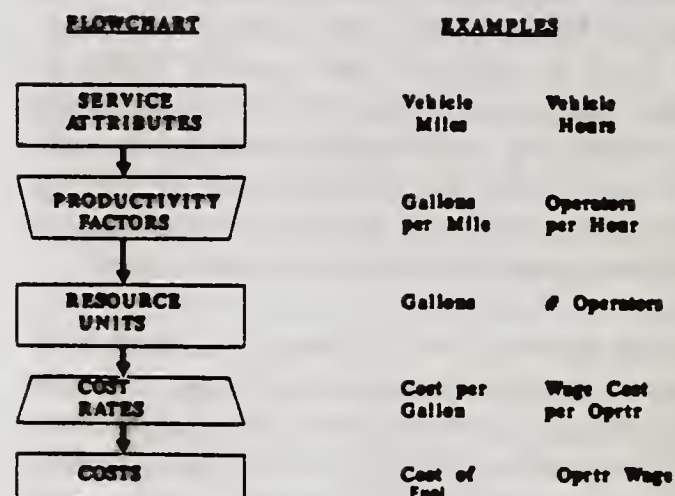 FLOWCHART EXAMPLES
SERVICE ATTRIBUTES
Vehicle Miles
Vehicle Hours
PRODUCTIVITY FACTORS
Gallons per Mile
Operators per Hour
RESOURCE UNITS
Gallons
# Operators
COST RATES
Cost per Gallon
Wage Cost per Oprtr
COSTS
Cost of Fuel
Oprtr Wage